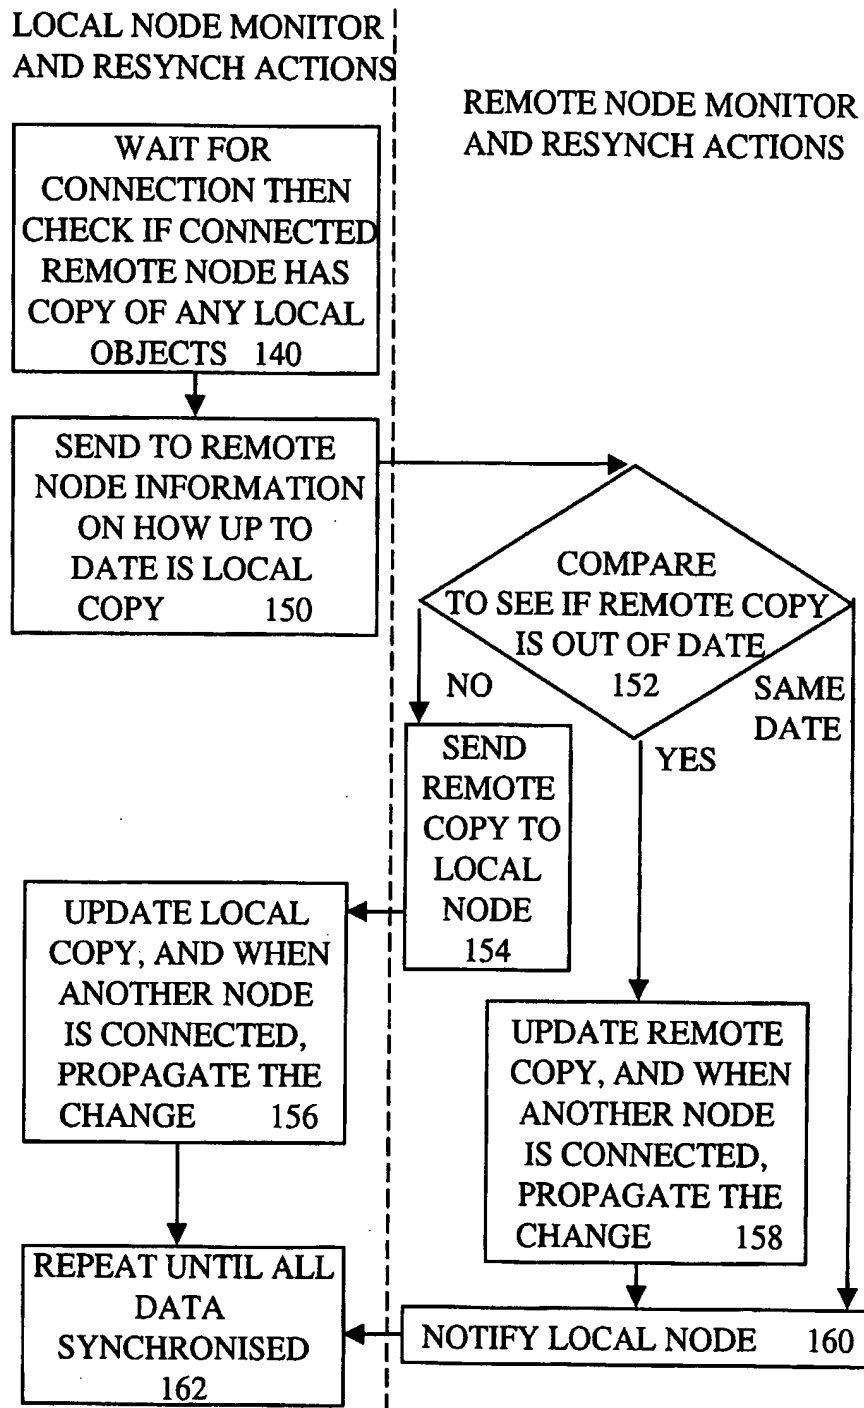 LOCAL NODE MONITOR
AND RESYNCH ACTIONS
REMOTE NODE MONITOR
AND RESYNCH ACTIONS
WAIT FOR
CONNECTION THEN
CHECK IF CONNECTED
REMOTE NODE HAS
COPY OF ANY LOCAL
OBJECTS 140
SEND TO REMOTE
NODE INFORMATION
ON HOW UP TO
DATE IS LOCAL
COPY 150
COMPARE
TO SEE IF REMOTE COPY
IS OUT OF DATE
152
NO
SAME
DATE
YES
SEND
REMOTE
COPY TO
LOCAL
NODE
154
UPDATE LOCAL
COPY, AND WHEN
ANOTHER NODE
IS CONNECTED,
PROPAGATE THE
CHANGE 156
UPDATE REMOTE
COPY, AND WHEN
ANOTHER NODE
IS CONNECTED,
PROPAGATE THE
CHANGE 158
REPEAT UNTIL ALL
DATA
SYNCHRONISED
162
NOTIFY LOCAL NODE 160